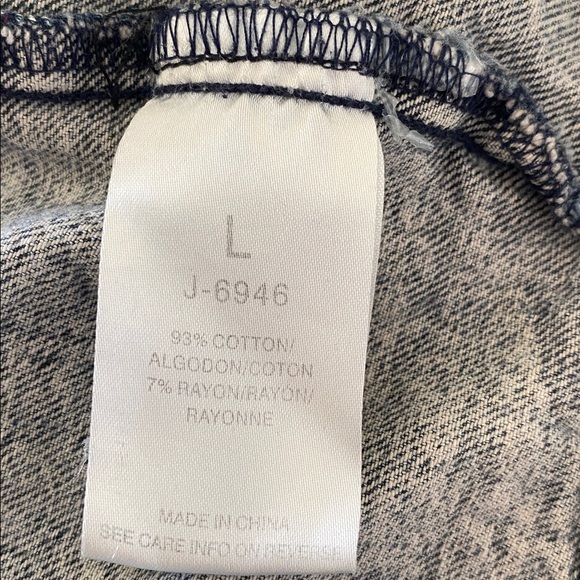 L
J-6946
93% COTTON/
ALGODON/COTON
7% RAYON/RAYON/
RAYONNE
MADE IN CHINA
SEE CARE INFO ON REVERSE